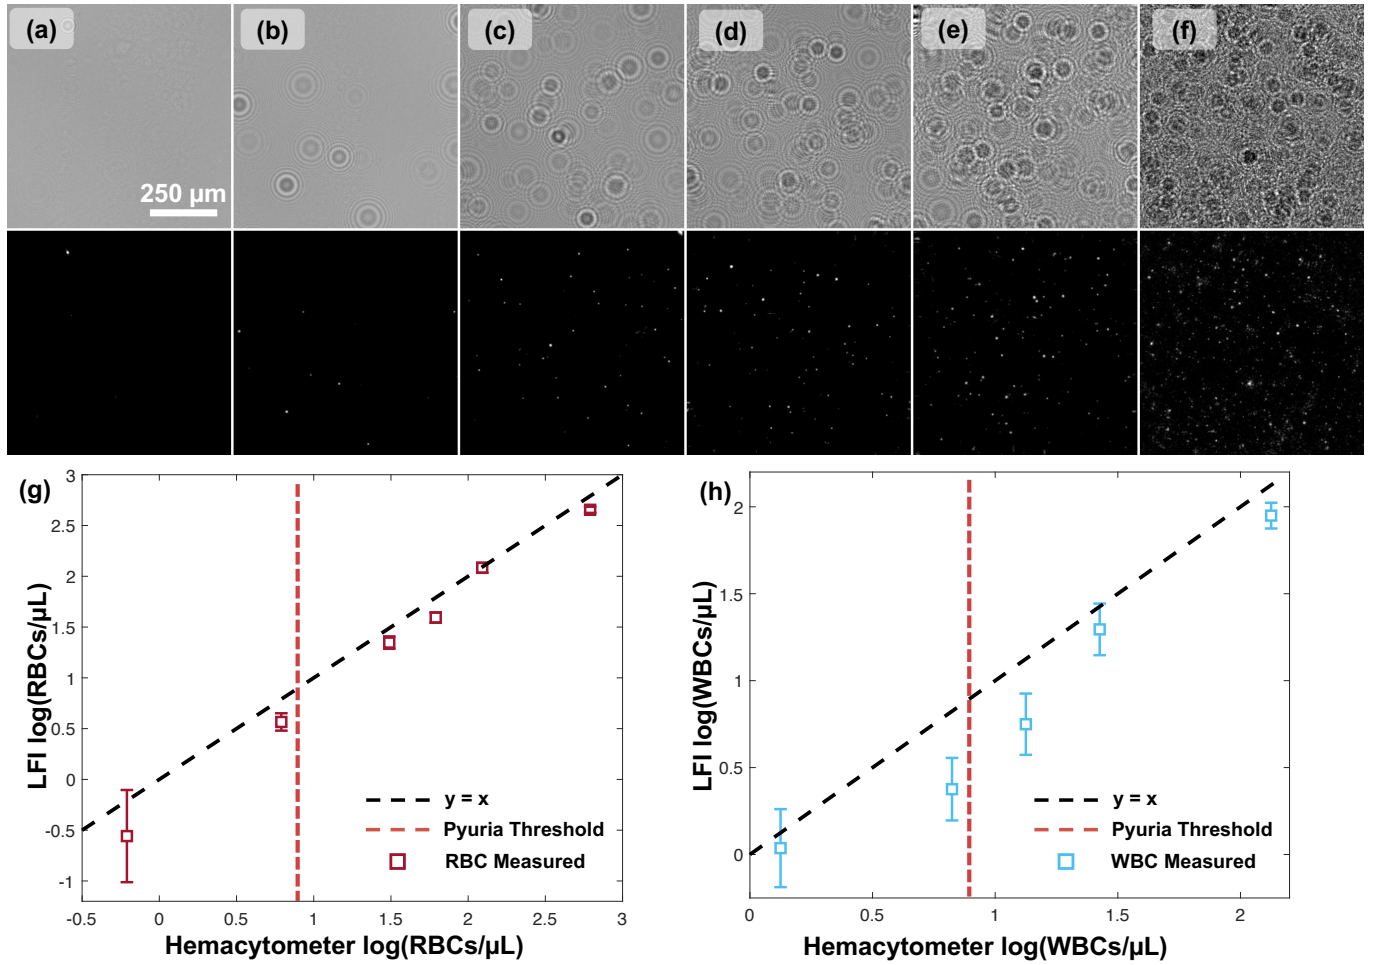 (a)
(b)
(c)
(d)
(e)
(f)
250 µm
(g)
3
2.5
2
1.5
1
0.5
0
-0.5
-1
LFI log(RBCs/µL)
y = x
Pyuria Threshold
RBC Measured
-0.5
0
0.5
1
1.5
2
2.5
3
Hemacytometer log(RBCs/µL)
(h)
2
1.5
1
0.5
0
LFI log(WBCs/µL)
y = x
Pyuria Threshold
WBC Measured
0
0.5
1
1.5
2
Hemacytometer log(WBCs/µL)